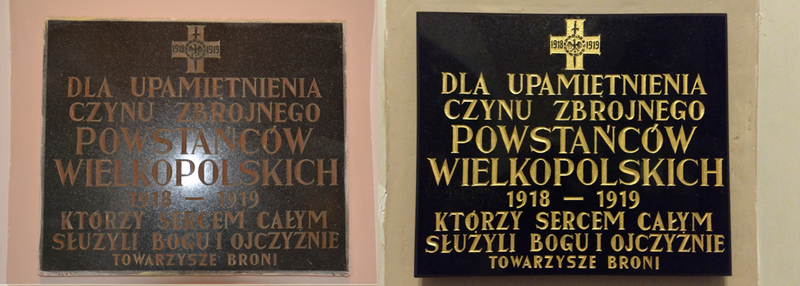 1918 1919
DLA UPAMIĘTNIENIA
CZYNU ZBROJNEGO
POWSTAŃCÓW
WIELKOPOLSKICH
1918 — 1919
KTÓRZY SERCEM CAŁYM
SŁUŻYLI BOGU I OJCZYŹNIE
TOWARZYSZE BRONI
1918 1919
DLA UPAMIĘTNIENIA
CZYNU ZBROJNEGO
POWSTAŃCÓW
WIELKOPOLSKICH
1918 — 1919
KTÓRZY SERCEM CAŁYM
SŁUŻYLI BOGU I OJCZYŹNIE
TOWARZYSZE BRONI